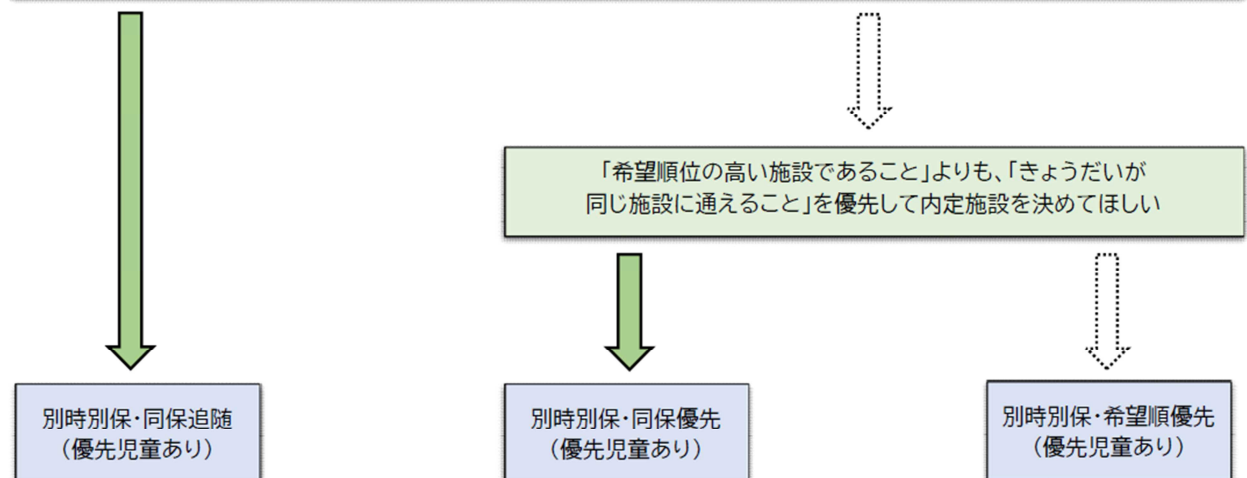 「希望順位の高い施設であること」よりも、「きょうだいが
同じ施設に通えること」を優先して内定施設を決めてほしい
別時別保・同保追随
（優先児童あり）
別時別保・同保優先
（優先児童あり）
別時別保・希望順優先
（優先児童あり）